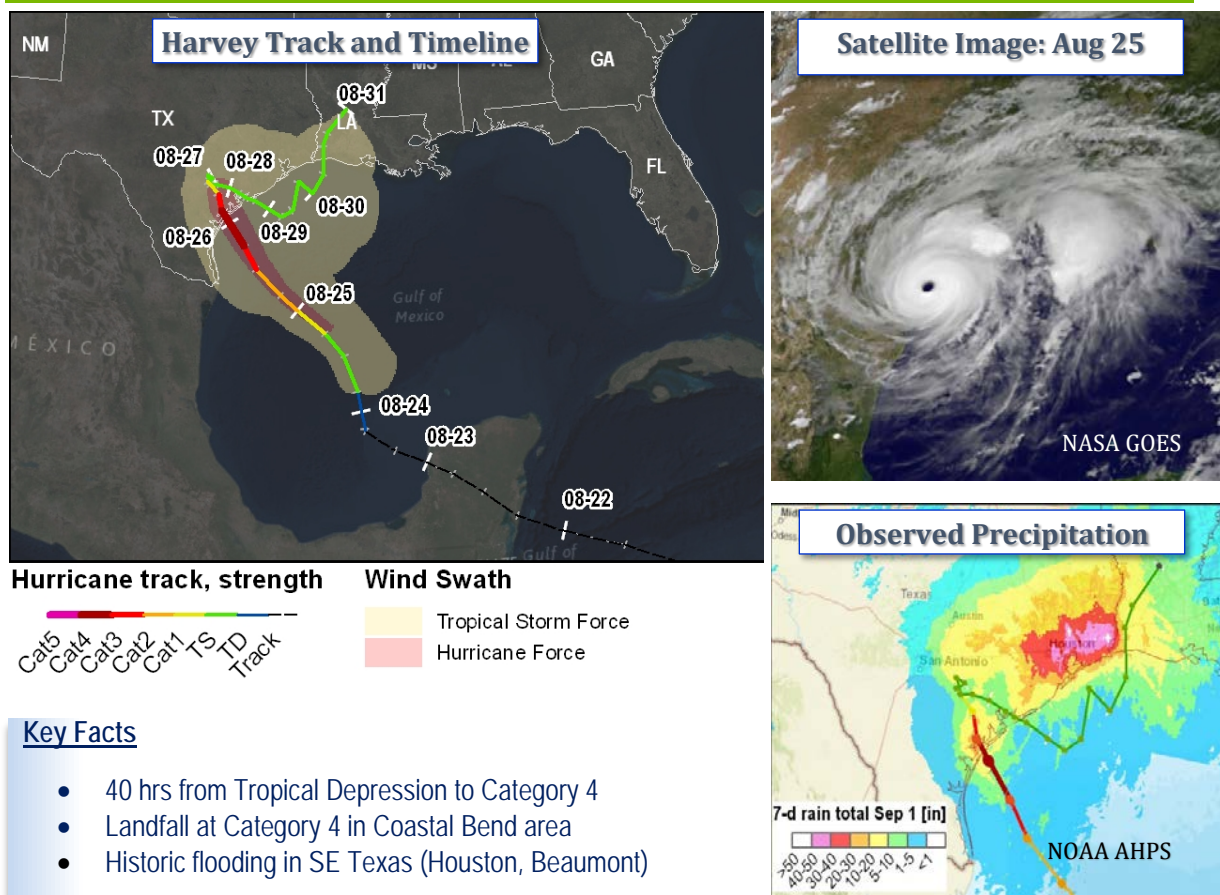 Harvey Track and Timeline
NM
TX
MS
GA
LA
FL
08-31
08-27
08-28
08-30
08-26
08-29
08-25
Gulf of
Mexico
MÉXICO
08-24
08-23
08-22
Gulf of
Hurricane track, strength
Cat5
Cat4
Cat3
Cat2
Cat1
TS
TD
Track
Wind Swath
Tropical Storm Force
Hurricane Force
Key Facts
• 40 hrs from Tropical Depression to Category 4
• Landfall at Category 4 in Coastal Bend area
• Historic flooding in SE Texas (Houston, Beaumont)
Satellite Image: Aug 25
NASA GOES
Observed Precipitation
Texas
Austin
Houston
San Antonio
7-d rain total Sep 1 [in]
>50
40-50
30-40
20-30
10-20
5-10
1-5
<1
NOAA AHPS